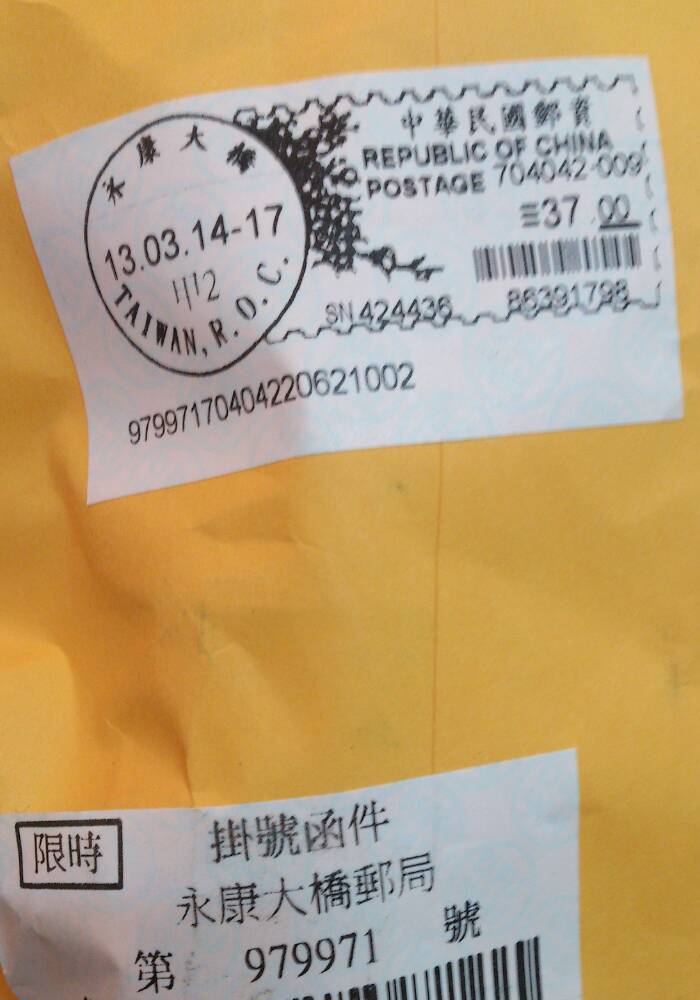 永康大橋
13.03.14-17
TAIWAN, R.O.C.
中華民國郵資
REPUBLIC OF CHINA
POSTAGE 704042-009
37 00
SN 424436 86391798
97997170404220621002
限時
掛號函件
永康大橋郵局
第 979971 號